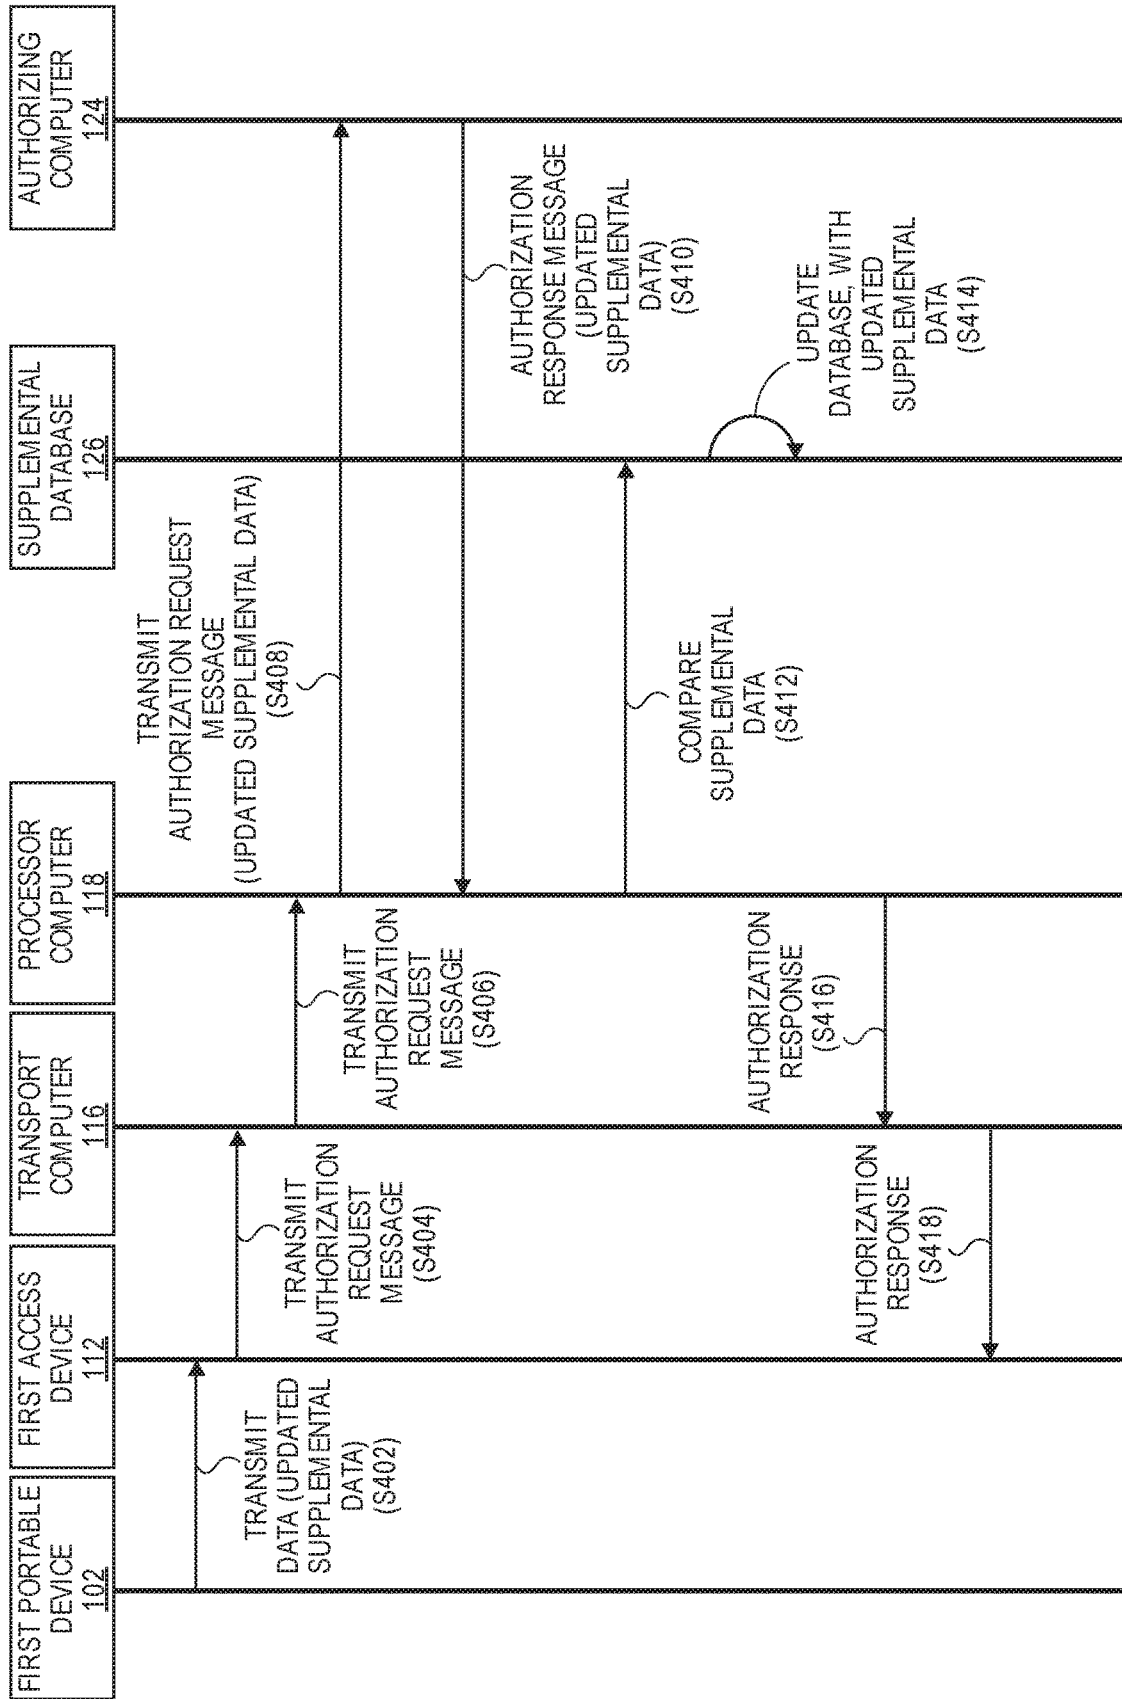 FIRST PORTABLE
DEVICE
102
FIRST ACCESS
DEVICE
112
TRANSPORT
COMPUTER
116
PROCESSOR
COMPUTER
118
SUPPLEMENTAL
DATABASE
126
AUTHORIZING
COMPUTER
124
TRANSMIT
DATA (UPDATED
SUPPLEMENTAL
DATA)
(S402)
TRANSMIT
AUTHORIZATION
REQUEST
MESSAGE
(S404)
TRANSMIT
AUTHORIZATION
REQUEST
MESSAGE
(S406)
TRANSMIT
AUTHORIZATION REQUEST
MESSAGE
(UPDATED SUPPLEMENTAL DATA)
(S408)
AUTHORIZATION
RESPONSE MESSAGE
(UPDATED
SUPPLEMENTAL
DATA)
(S410)
COMPARE
SUPPLEMENTAL
DATA
(S412)
UPDATE
DATABASE, WITH
UPDATED
SUPPLEMENTAL
DATA
(S414)
AUTHORIZATION
RESPONSE
(S416)
AUTHORIZATION
RESPONSE
(S418)